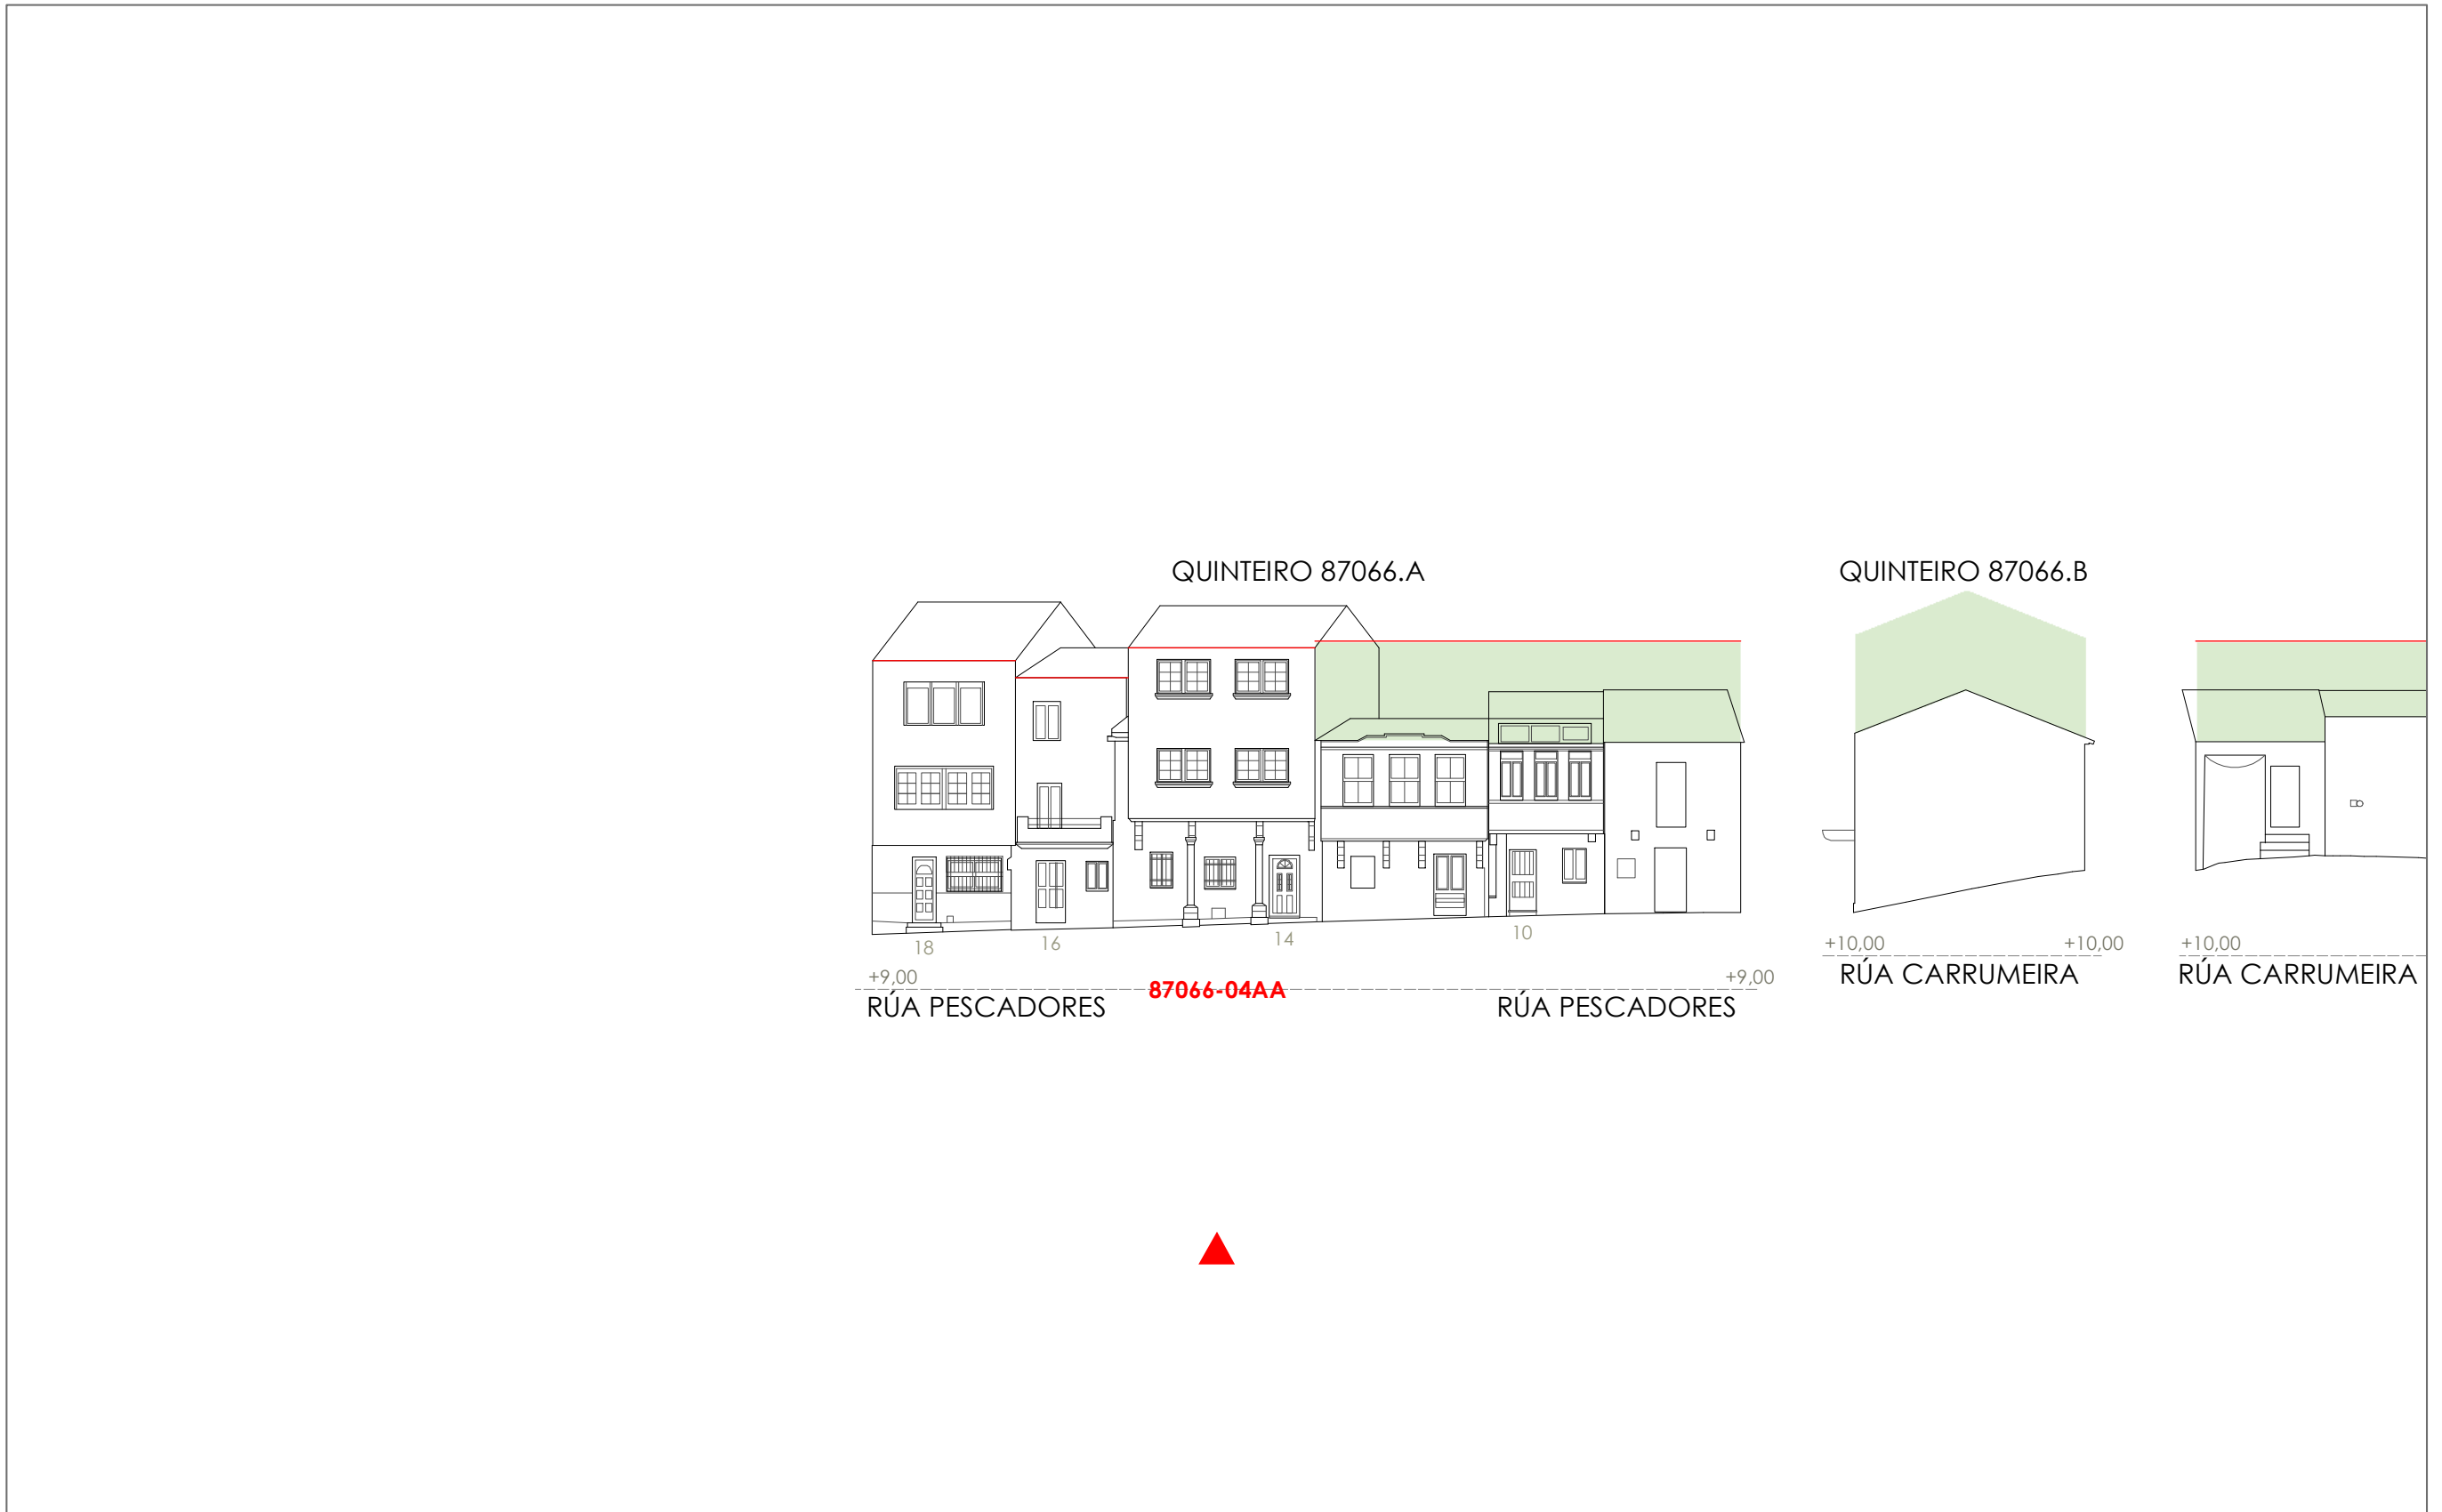 QUINTEIRO 87066.A
QUINTEIRO 87066.B
18
16
14
10
+9,00
+9,00
87066-04AA
RÚA PESCADORES
RÚA PESCADORES
+10,00
+10,00
RÚA CARRUMEIRA
+10,00
RÚA CARRUMEIRA